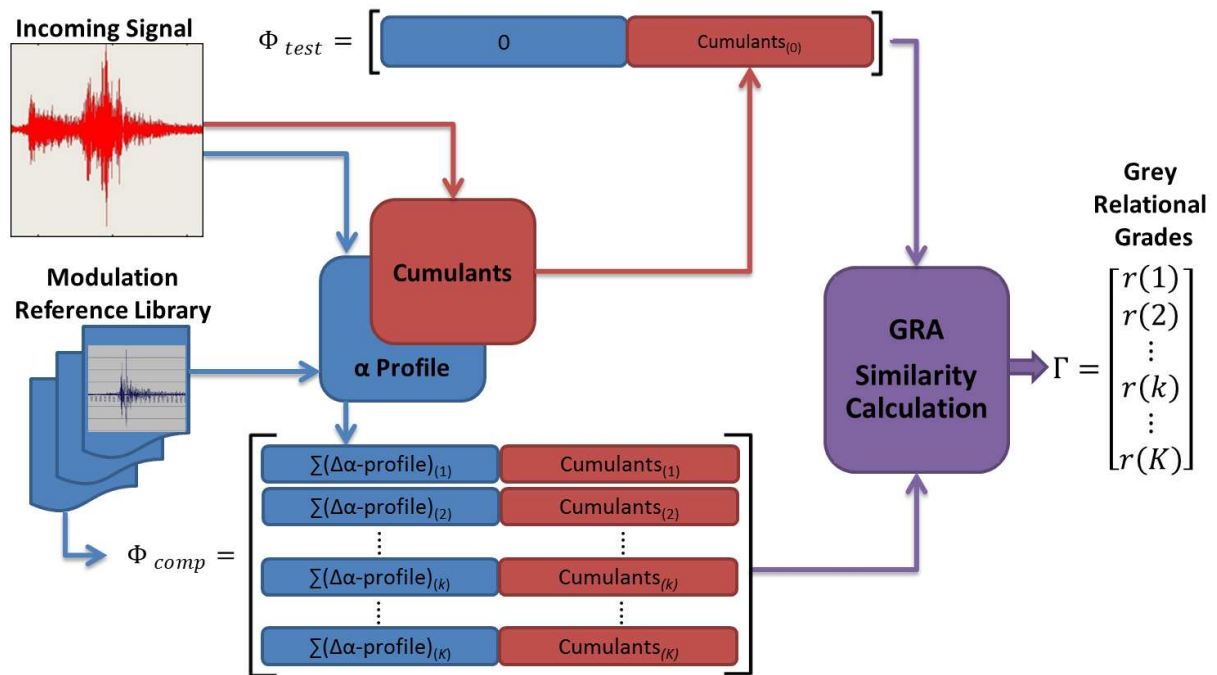 Incoming Signal
Φ test = [ 0 Cumulants(0) ]
Modulation
Reference Library
Cumulants
α Profile
Φ comp =
∑(Δα-profile)(1) Cumulants(1)
∑(Δα-profile)(2) Cumulants(2)
⋮ ⋮
∑(Δα-profile)(k) Cumulants(k)
⋮ ⋮
∑(Δα-profile)(K) Cumulants(K)
GRA
Similarity
Calculation
Grey
Relational
Grades
Γ =
r(1)
r(2)
⋮
r(k)
⋮
r(K)